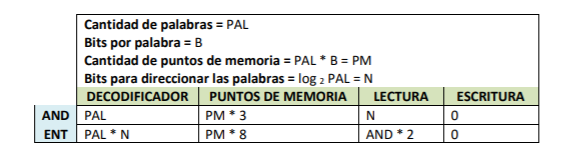 Cantidad de palabras = PAL
Bits por palabra = B
Cantidad de puntos de memoria = PAL * B = PM
Bits para direccionar las palabras = log ₂ PAL = N
DECODIFICADOR PUNTOS DE MEMORIA LECTURA ESCRITURA
AND PAL PM * 3 N 0
ENT PAL * N PM * 8 AND * 2 0